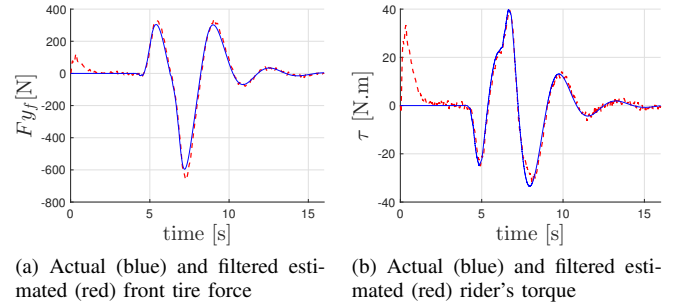 400
200
0
-200
-400
-600
-800
0
5
10
15
Fy_f [N]
time [s]
40
20
0
-20
-40
0
5
10
15
τ [N.m]
time [s]
(a) Actual (blue) and filtered esti-
mated (red) front tire force
(b) Actual (blue) and filtered esti-
mated (red) rider's torque